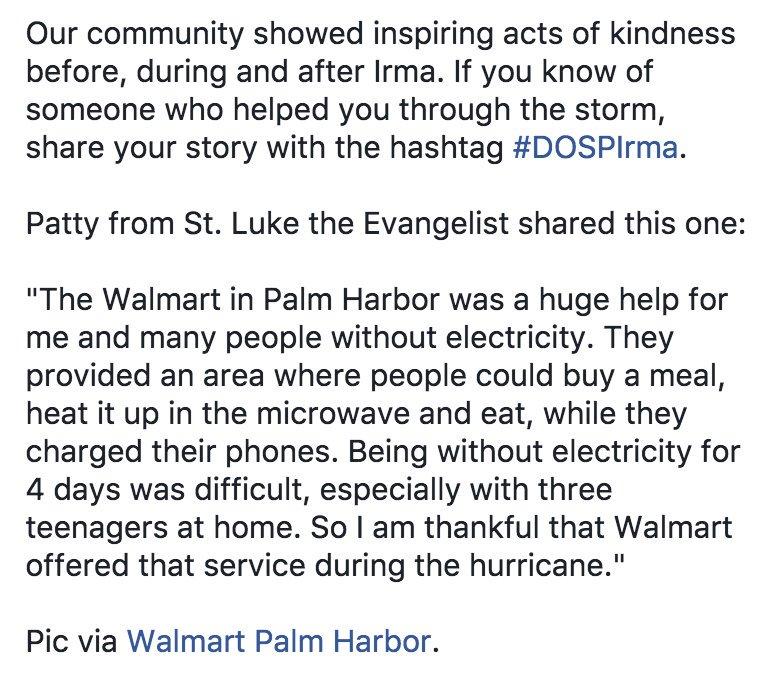 Our community showed inspiring acts of kindness
before, during and after Irma. If you know of
someone who helped you through the storm,
share your story with the hashtag #DOSPIrma.
Patty from St. Luke the Evangelist shared this one:
"The Walmart in Palm Harbor was a huge help for
me and many people without electricity. They
provided an area where people could buy a meal,
heat it up in the microwave and eat, while they
charged their phones. Being without electricity for
4 days was difficult, especially with three
teenagers at home. So I am thankful that Walmart
offered that service during the hurricane."
Pic via Walmart Palm Harbor.